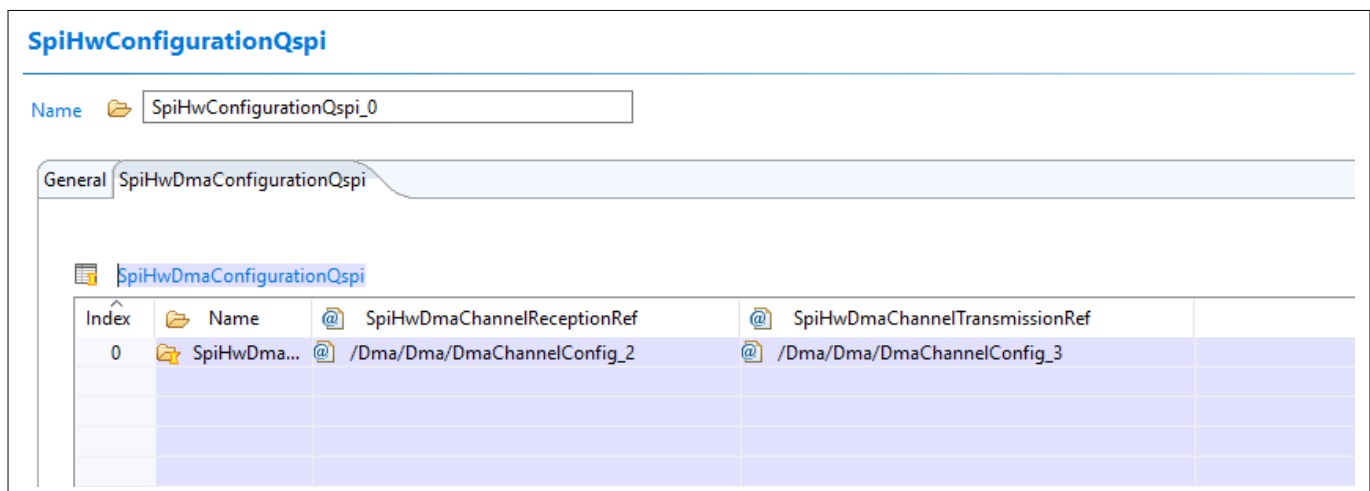 SpiHwConfigurationQspi
Name SpiHwConfigurationQspi_0
General SpiHwDmaConfigurationQspi
SpiHwDmaConfigurationQspi
Index Name SpiHwDmaChannelReceptionRef SpiHwDmaChannelTransmissionRef
0 SpiHwDma... /Dma/Dma/DmaChannelConfig_2 /Dma/Dma/DmaChannelConfig_3